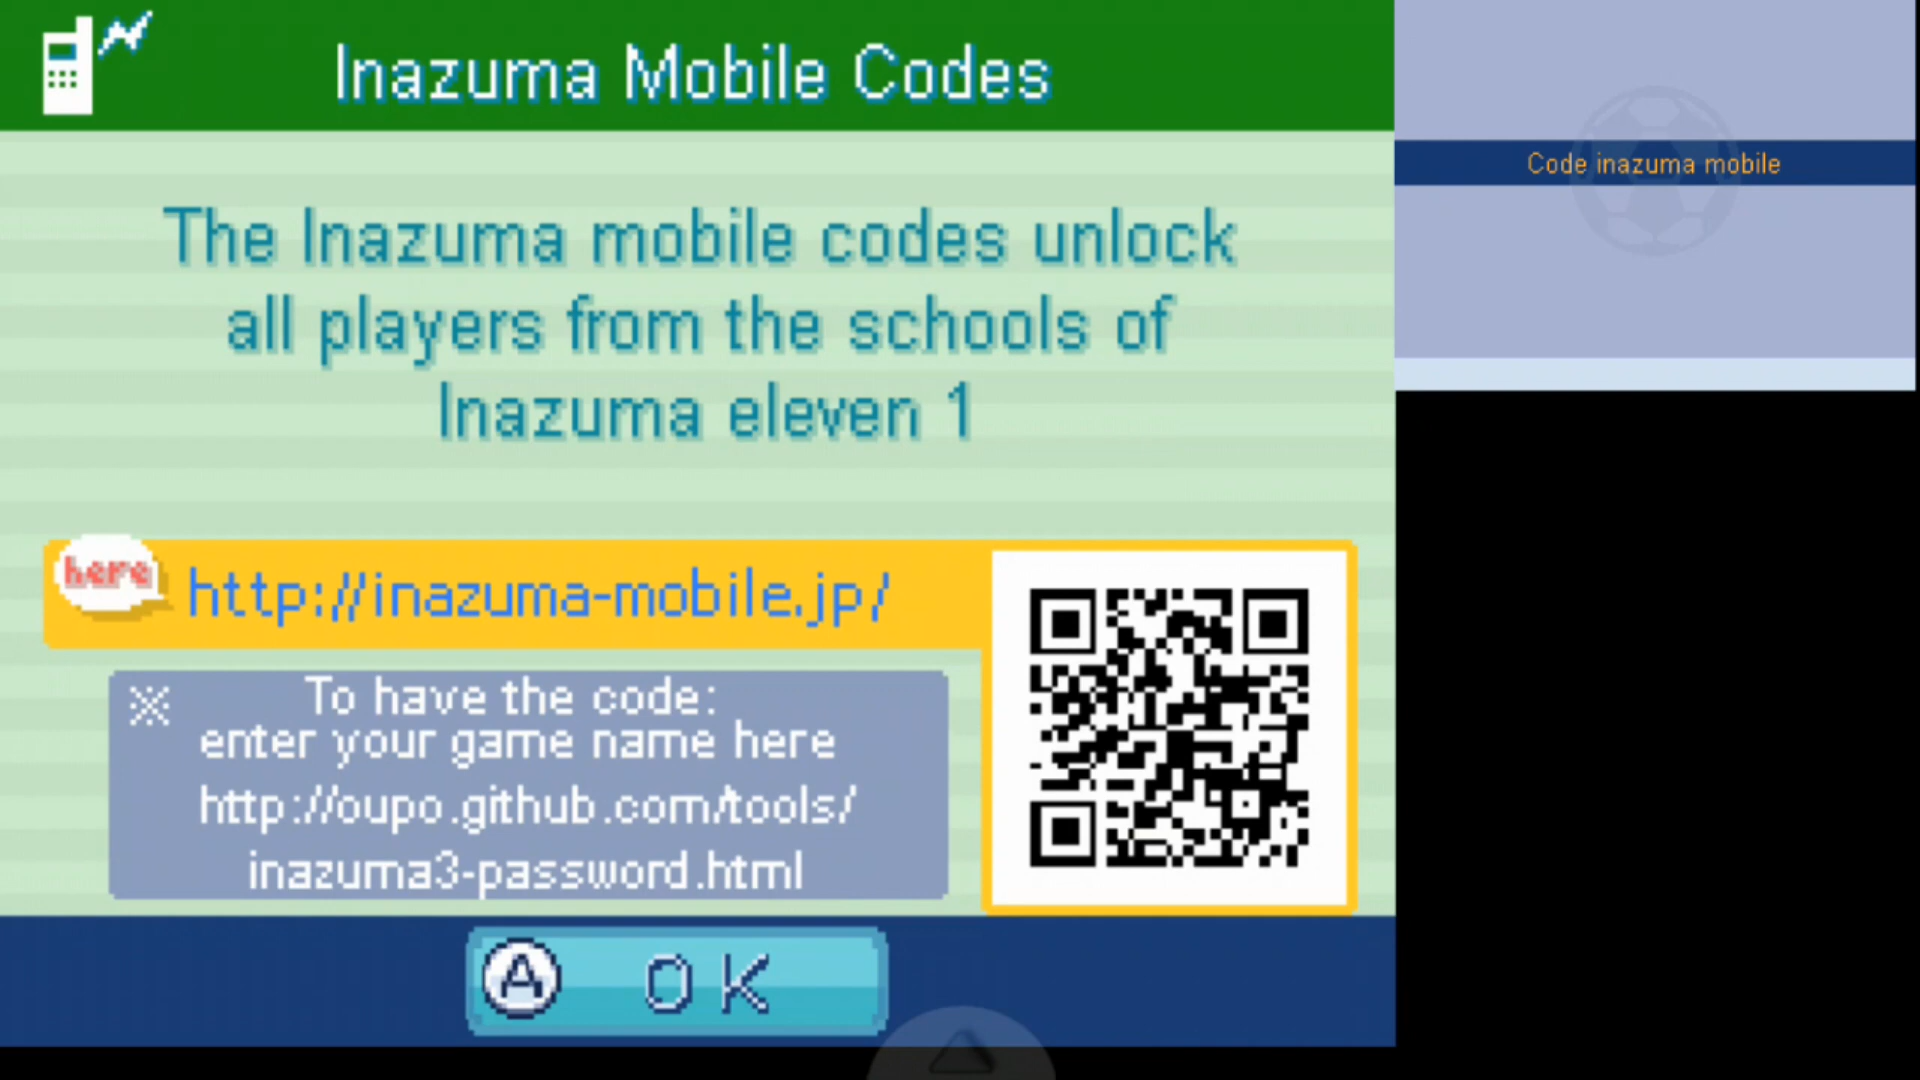 Inazuma Mobile Codes
Code inazuma mobile
The Inazuma mobile codes unlock
all players from the schools of
Inazuma eleven 1
here
http://inazuma-mobile.jp/
※ To have the code:
enter your game name here
http://oupo.github.com/tools/
inazuma3-password.html
A OK